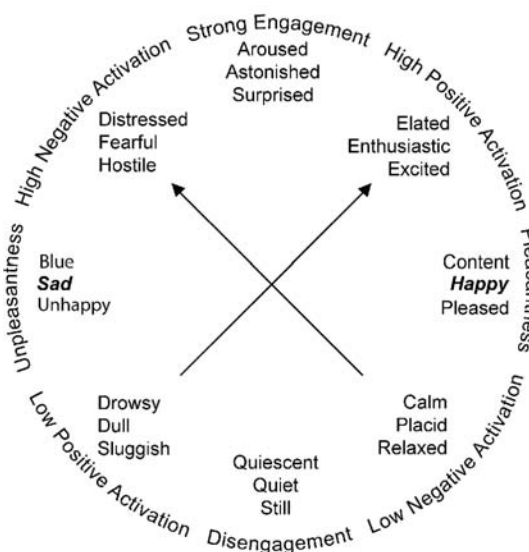 Strong Engagement
Aroused
Astonished
Surprised
High Negative Activation
Distressed
Fearful
Hostile
High Positive Activation
Elated
Enthusiastic
Excited
Unpleasantness
Blue
Sad
Unhappy
Pleasantness
Content
Happy
Pleased
Low Positive Activation
Drowsy
Dull
Sluggish
Low Negative Activation
Calm
Placid
Relaxed
Quiescent
Quiet
Still
Disengagement